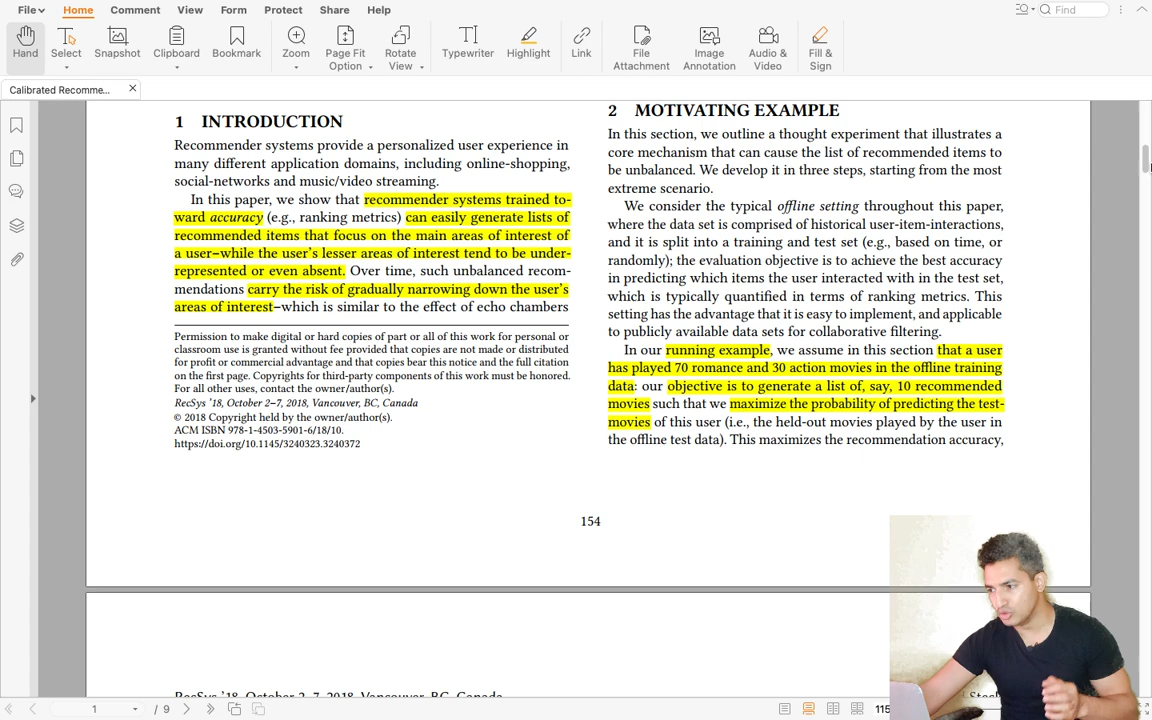 File Home Comment View Form Protect Share Help Find
Hand Select Snapshot Clipboard Bookmark Zoom Page Fit Option Rotate View Typewriter Highlight Link File Attachment Image Annotation Audio & Video Fill & Sign
Calibrated Recomme...
1 INTRODUCTION
Recommender systems provide a personalized user experience in
many different application domains, including online-shopping,
social-networks and music/video streaming.
In this paper, we show that recommender systems trained to-
ward accuracy (e.g., ranking metrics) can easily generate lists of
recommended items that focus on the main areas of interest of
a user–while the user's lesser areas of interest tend to be under-
represented or even absent. Over time, such unbalanced recom-
mendations carry the risk of gradually narrowing down the user's
areas of interest–which is similar to the effect of echo chambers
Permission to make digital or hard copies of part or all of this work for personal or
classroom use is granted without fee provided that copies are not made or distributed
for profit or commercial advantage and that copies bear this notice and the full citation
on the first page. Copyrights for third-party components of this work must be honored.
For all other uses, contact the owner/author(s).
RecSys '18, October 2–7, 2018, Vancouver, BC, Canada
© 2018 Copyright held by the owner/author(s).
ACM ISBN 978-1-4503-5901-6/18/10.
https://doi.org/10.1145/3240323.3240372
2 MOTIVATING EXAMPLE
In this section, we outline a thought experiment that illustrates a
core mechanism that can cause the list of recommended items to
be unbalanced. We develop it in three steps, starting from the most
extreme scenario.
We consider the typical offline setting throughout this paper,
where the data set is comprised of historical user-item-interactions,
and it is split into a training and test set (e.g., based on time, or
randomly); the evaluation objective is to achieve the best accuracy
in predicting which items the user interacted with in the test set,
which is typically quantified in terms of ranking metrics. This
setting has the advantage that it is easy to implement, and applicable
to publicly available data sets for collaborative filtering.
In our running example, we assume in this section that a user
has played 70 romance and 30 action movies in the offline training
data: our objective is to generate a list of, say, 10 recommended
movies such that we maximize the probability of predicting the test-
movies of this user (i.e., the held-out movies played by the user in
the offline test data). This maximizes the recommendation accuracy,
154
RecSys '18, October 2–7, 2018, Vancouver, BC, Canada
1 / 9 115